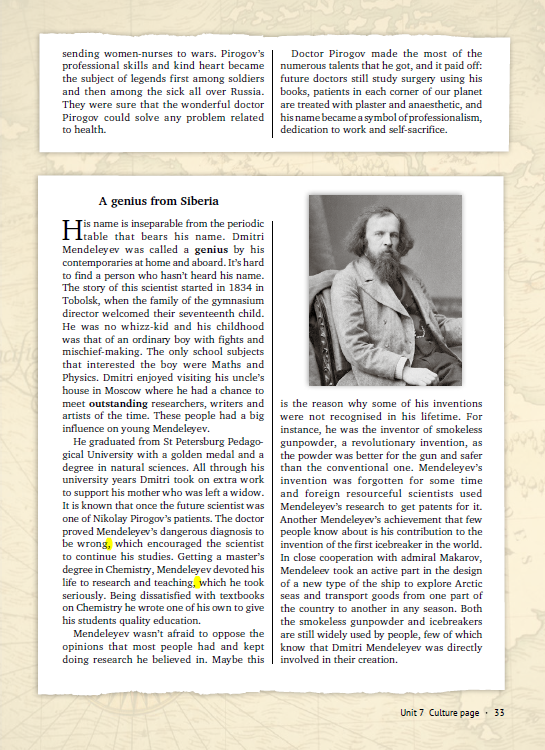 sending women-nurses to wars. Pirogov's
professional skills and kind heart became
the subject of legends first among soldiers
and then among the sick all over Russia.
They were sure that the wonderful doctor
Pirogov could solve any problem related
to health.
Doctor Pirogov made the most of the
numerous talents that he got, and it paid off:
future doctors still study surgery using his
books, patients in each corner of our planet
are treated with plaster and anaesthetic, and
his name became a symbol of professionalism,
dedication to work and self-sacrifice.
A genius from Siberia
His name is inseparable from the periodic
table that bears his name. Dmitri
Mendeleyev was called a genius by his
contemporaries at home and aboard. It's hard
to find a person who hasn't heard his name.
The story of this scientist started in 1834 in
Tobolsk, when the family of the gymnasium
director welcomed their seventeenth child.
He was no whizz-kid and his childhood
was that of an ordinary boy with fights and
mischief-making. The only school subjects
that interested the boy were Maths and
Physics. Dmitri enjoyed visiting his uncle's
house in Moscow where he had a chance to
meet outstanding researchers, writers and
artists of the time. These people had a big
influence on young Mendeleyev.
He graduated from St Petersburg Pedago-
gical University with a golden medal and a
degree in natural sciences. All through his
university years Dmitri took on extra work
to support his mother who was left a widow.
It is known that once the future scientist was
one of Nikolay Pirogov's patients. The doctor
proved Mendeleyev's dangerous diagnosis to
be wrong, which encouraged the scientist
to continue his studies. Getting a master's
degree in Chemistry, Mendeleyev devoted his
life to research and teaching, which he took
seriously. Being dissatisfied with textbooks
on Chemistry he wrote one of his own to give
his students quality education.
Mendeleyev wasn't afraid to oppose the
opinions that most people had and kept
doing research he believed in. Maybe this
is the reason why some of his inventions
were not recognised in his lifetime. For
instance, he was the inventor of smokeless
gunpowder, a revolutionary invention, as
the powder was better for the gun and safer
than the conventional one. Mendeleyev's
invention was forgotten for some time
and foreign resourceful scientists used
Mendeleyev's research to get patents for it.
Another Mendeleyev's achievement that few
people know about is his contribution to the
invention of the first icebreaker in the world.
In close cooperation with admiral Makarov,
Mendeleev took an active part in the design
of a new type of the ship to explore Arctic
seas and transport goods from one part of
the country to another in any season. Both
the smokeless gunpowder and icebreakers
are still widely used by people, few of which
know that Dmitri Mendeleyev was directly
involved in their creation.
Unit 7 Culture page · 33